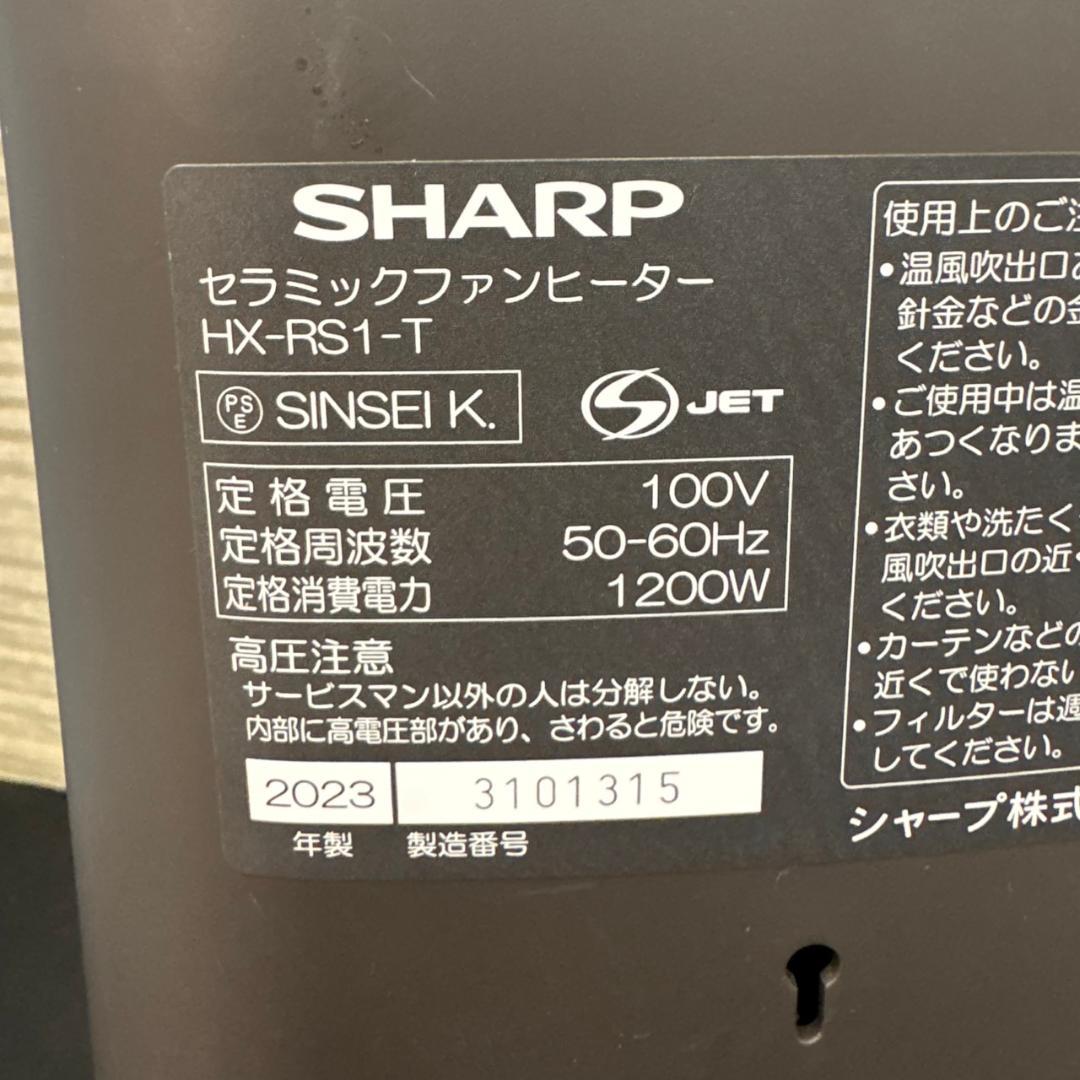 SHARP
セラミックファンヒーター
HX-RS1-T
PSE SINSEI K.
S JET
定格電圧 100V
定格周波数 50-60Hz
定格消費電力 1200W
高圧注意
サービスマン以外の人は分解しない。
内部に高電圧部があり、さわると危険です。
2023 3101315
年製 製造番号
使用上のご注
•温風吹出口
針金などの金
ください。
•ご使用中は温
あつくなりま
さい。
•衣類や洗たく
風吹出口の近く
ください。
•カーテンなどの
近くで使わない
•フィルターは週
してください。
シャープ株式